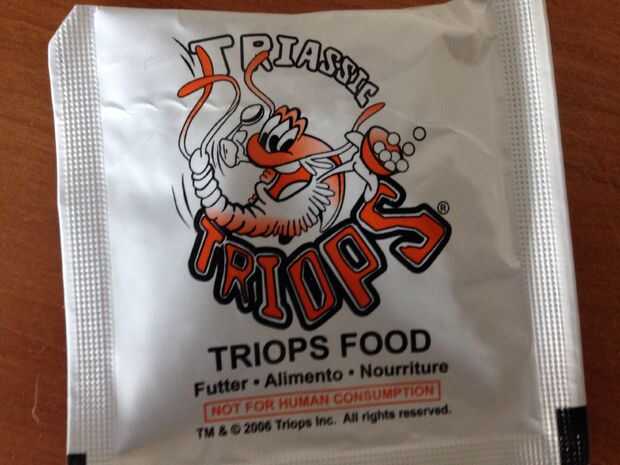 TRIASSIC
TRIOPS®
TRIOPS FOOD
Futter • Alimento • Nourriture
NOT FOR HUMAN CONSUMPTION
TM & © 2006 Triops Inc. All rights reserved.